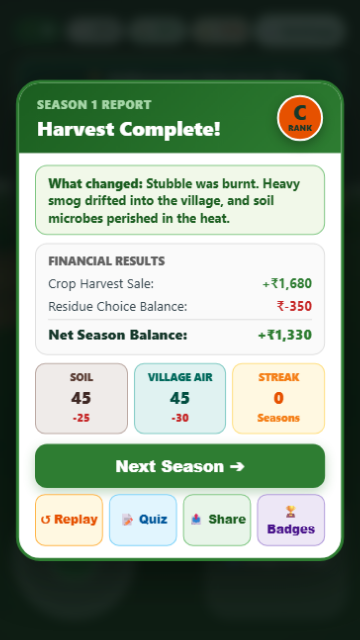 SEASON 1 REPORT
Harvest Complete!
C
RANK
What changed: Stubble was burnt. Heavy
smog drifted into the village, and soil
microbes perished in the heat.
FINANCIAL RESULTS
Crop Harvest Sale: +₹1,680
Residue Choice Balance: ₹-350
Net Season Balance: +₹1,330
SOIL
45
-25
VILLAGE AIR
45
-30
STREAK
0
Seasons
Next Season ➔
↺ Replay
Quiz
Share
Badges